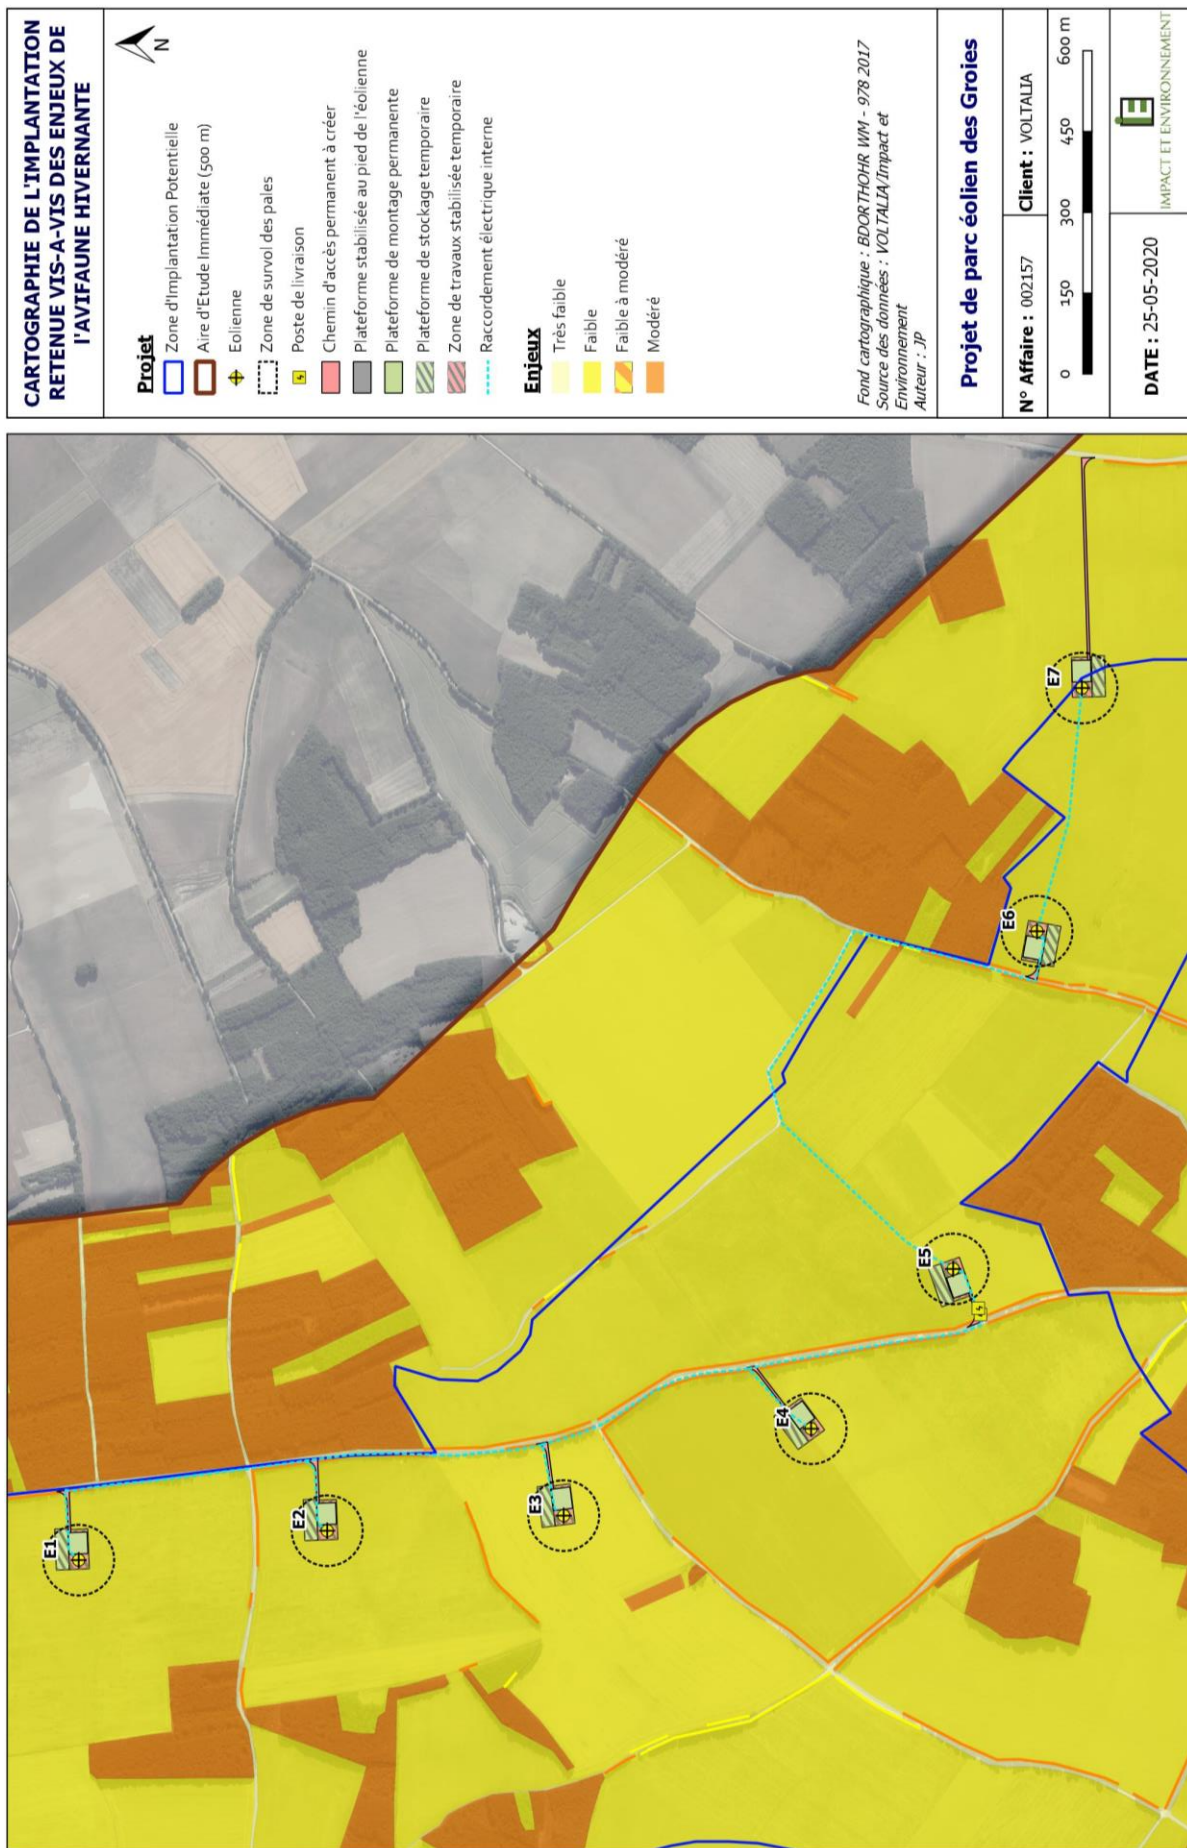 CARTOGRAPHIE DE L'IMPLANTATION
RETENUE VIS-A-VIS DES ENJEUX DE
l'AVIFAUNE HIVERNANTE
N
Projet
Zone d'Implantation Potentielle
Aire d'Etude Immédiate (500 m)
Eolienne
Zone de survol des pales
Poste de livraison
Chemin d'accès permanent à créer
Plateforme stabilisée au pied de l'éolienne
Plateforme de montage permanente
Plateforme de stockage temporaire
Zone de travaux stabilisée temporaire
Raccordement électrique interne
Enjeux
Très faible
Faible
Faible à modéré
Modéré
Fond cartographique : BDORTHOHR WM - 978 2017
Source des données : VOLTALIA/Impact et
Environnement
Auteur : JP
Projet de parc éolien des Groies
N° Affaire : 002157
Client : VOLTALIA
0 150 300 450 600 m
DATE : 25-05-2020
IE
IMPACT ET ENVIRONNEMENT
E1
E2
E3
E4
E5
E6
E7